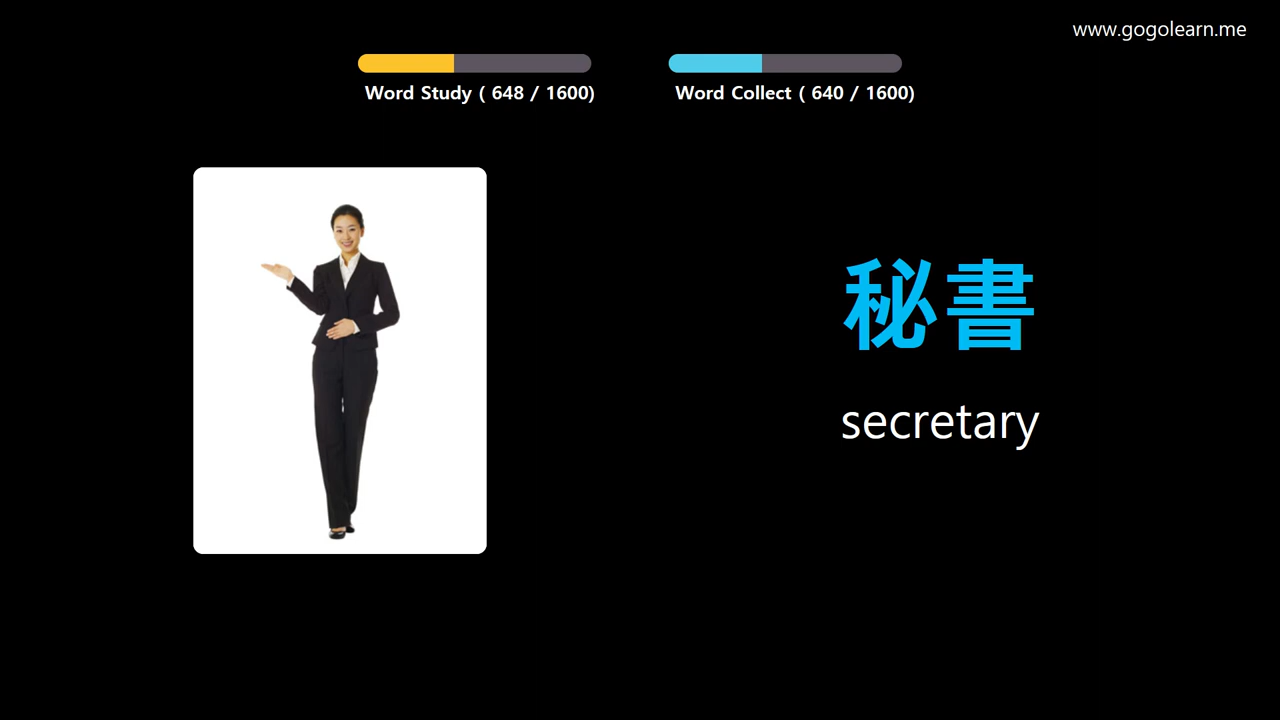 www.gogolearn.me
Word Study ( 648 / 1600)
Word Collect ( 640 / 1600)
秘書
secretary